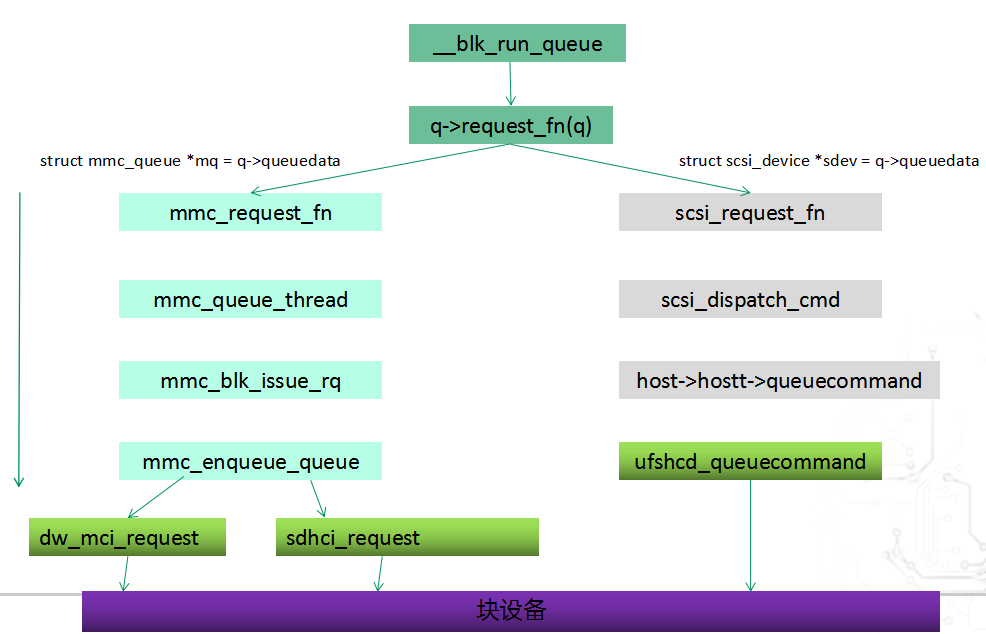 __blk_run_queue
q->request_fn(q)
struct mmc_queue *mq = q->queuedata
struct scsi_device *sdev = q->queuedata
mmc_request_fn
scsi_request_fn
mmc_queue_thread
scsi_dispatch_cmd
mmc_blk_issue_rq
host->hostt->queuecommand
mmc_enqueue_queue
ufshcd_queuecommand
dw_mci_request
sdhci_request
块设备